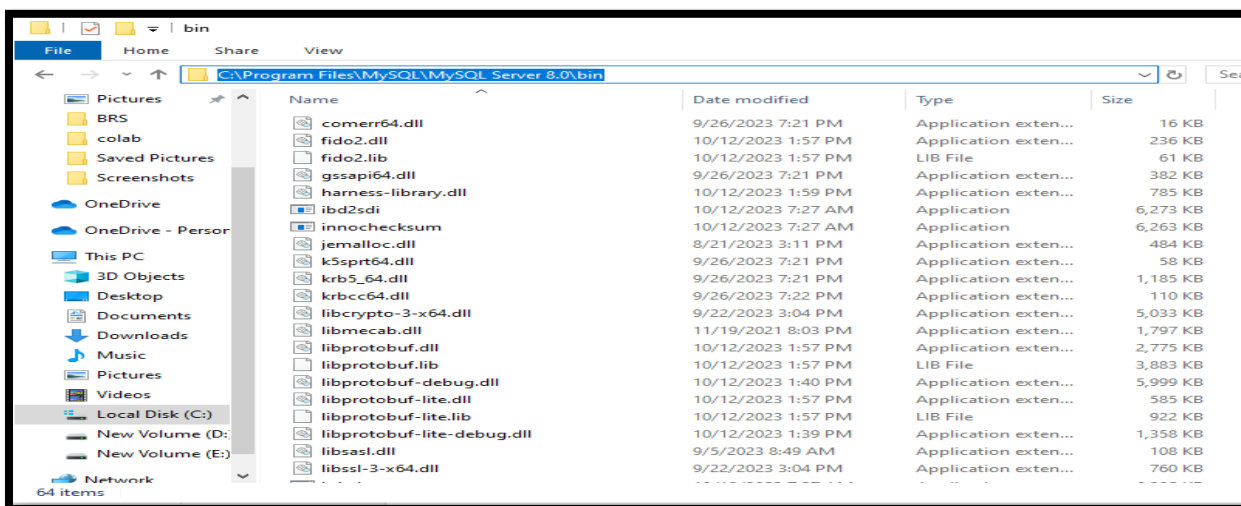 bin
File Home Share View
C:\Program Files\MySQL\MySQL Server 8.0\bin Sea
Pictures
BRS
colab
Saved Pictures
Screenshots
OneDrive
OneDrive - Person
This PC
3D Objects
Desktop
Documents
Downloads
Music
Pictures
Videos
Local Disk (C:)
New Volume (D:
New Volume (E:)
Network
Name Date modified Type Size
comerr64.dll 9/26/2023 7:21 PM Application exten... 16 KB
fido2.dll 10/12/2023 1:57 PM Application exten... 236 KB
fido2.lib 10/12/2023 1:57 PM LIB File 61 KB
gssapi64.dll 9/26/2023 7:21 PM Application exten... 382 KB
harness-library.dll 10/12/2023 1:59 PM Application exten... 785 KB
ibd2sdi 10/12/2023 7:27 AM Application 6,273 KB
innochecksum 10/12/2023 7:27 AM Application 6,263 KB
jemalloc.dll 8/21/2023 3:11 PM Application exten... 484 KB
k5sprt64.dll 9/26/2023 7:21 PM Application exten... 58 KB
krb5_64.dll 9/26/2023 7:21 PM Application exten... 1,185 KB
krbcc64.dll 9/26/2023 7:22 PM Application exten... 110 KB
libcrypto-3-x64.dll 9/22/2023 3:04 PM Application exten... 5,033 KB
libmecab.dll 11/19/2021 8:03 PM Application exten... 1,797 KB
libprotobuf.dll 10/12/2023 1:57 PM Application exten... 2,775 KB
libprotobuf.lib 10/12/2023 1:57 PM LIB File 3,883 KB
libprotobuf-debug.dll 10/12/2023 1:40 PM Application exten... 5,999 KB
libprotobuf-lite.dll 10/12/2023 1:57 PM Application exten... 585 KB
libprotobuf-lite.lib 10/12/2023 1:57 PM LIB File 922 KB
libprotobuf-lite-debug.dll 10/12/2023 1:39 PM Application exten... 1,358 KB
libsasl.dll 9/5/2023 8:49 AM Application exten... 108 KB
libssl-3-x64.dll 9/22/2023 3:04 PM Application exten... 760 KB
64 items